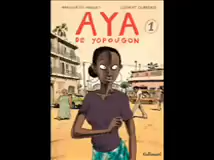 MARGUERITE ABOUET CLÉMENT OUBRERIE
AYA
DE YOPOUGON
1
Gallimard